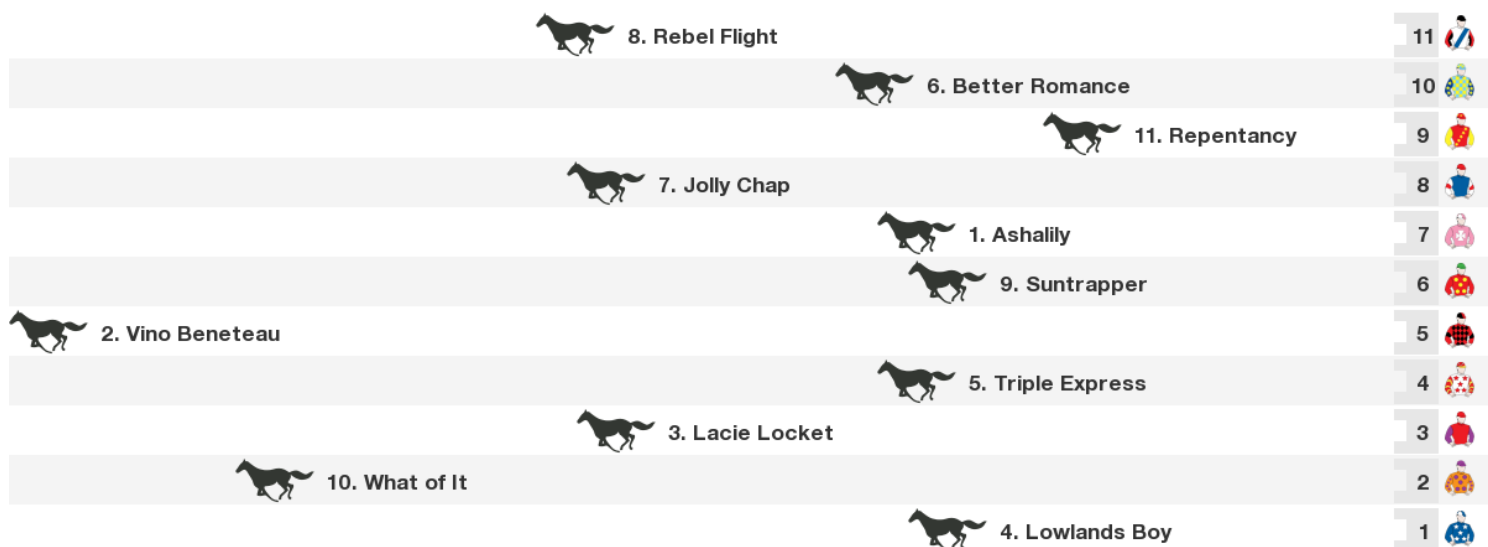 8. Rebel Flight 11
6. Better Romance 10
11. Repentancy 9
7. Jolly Chap 8
1. Ashalily 7
9. Suntrapper 6
2. Vino Beneteau 5
5. Triple Express 4
3. Lacie Locket 3
10. What of It 2
4. Lowlands Boy 1